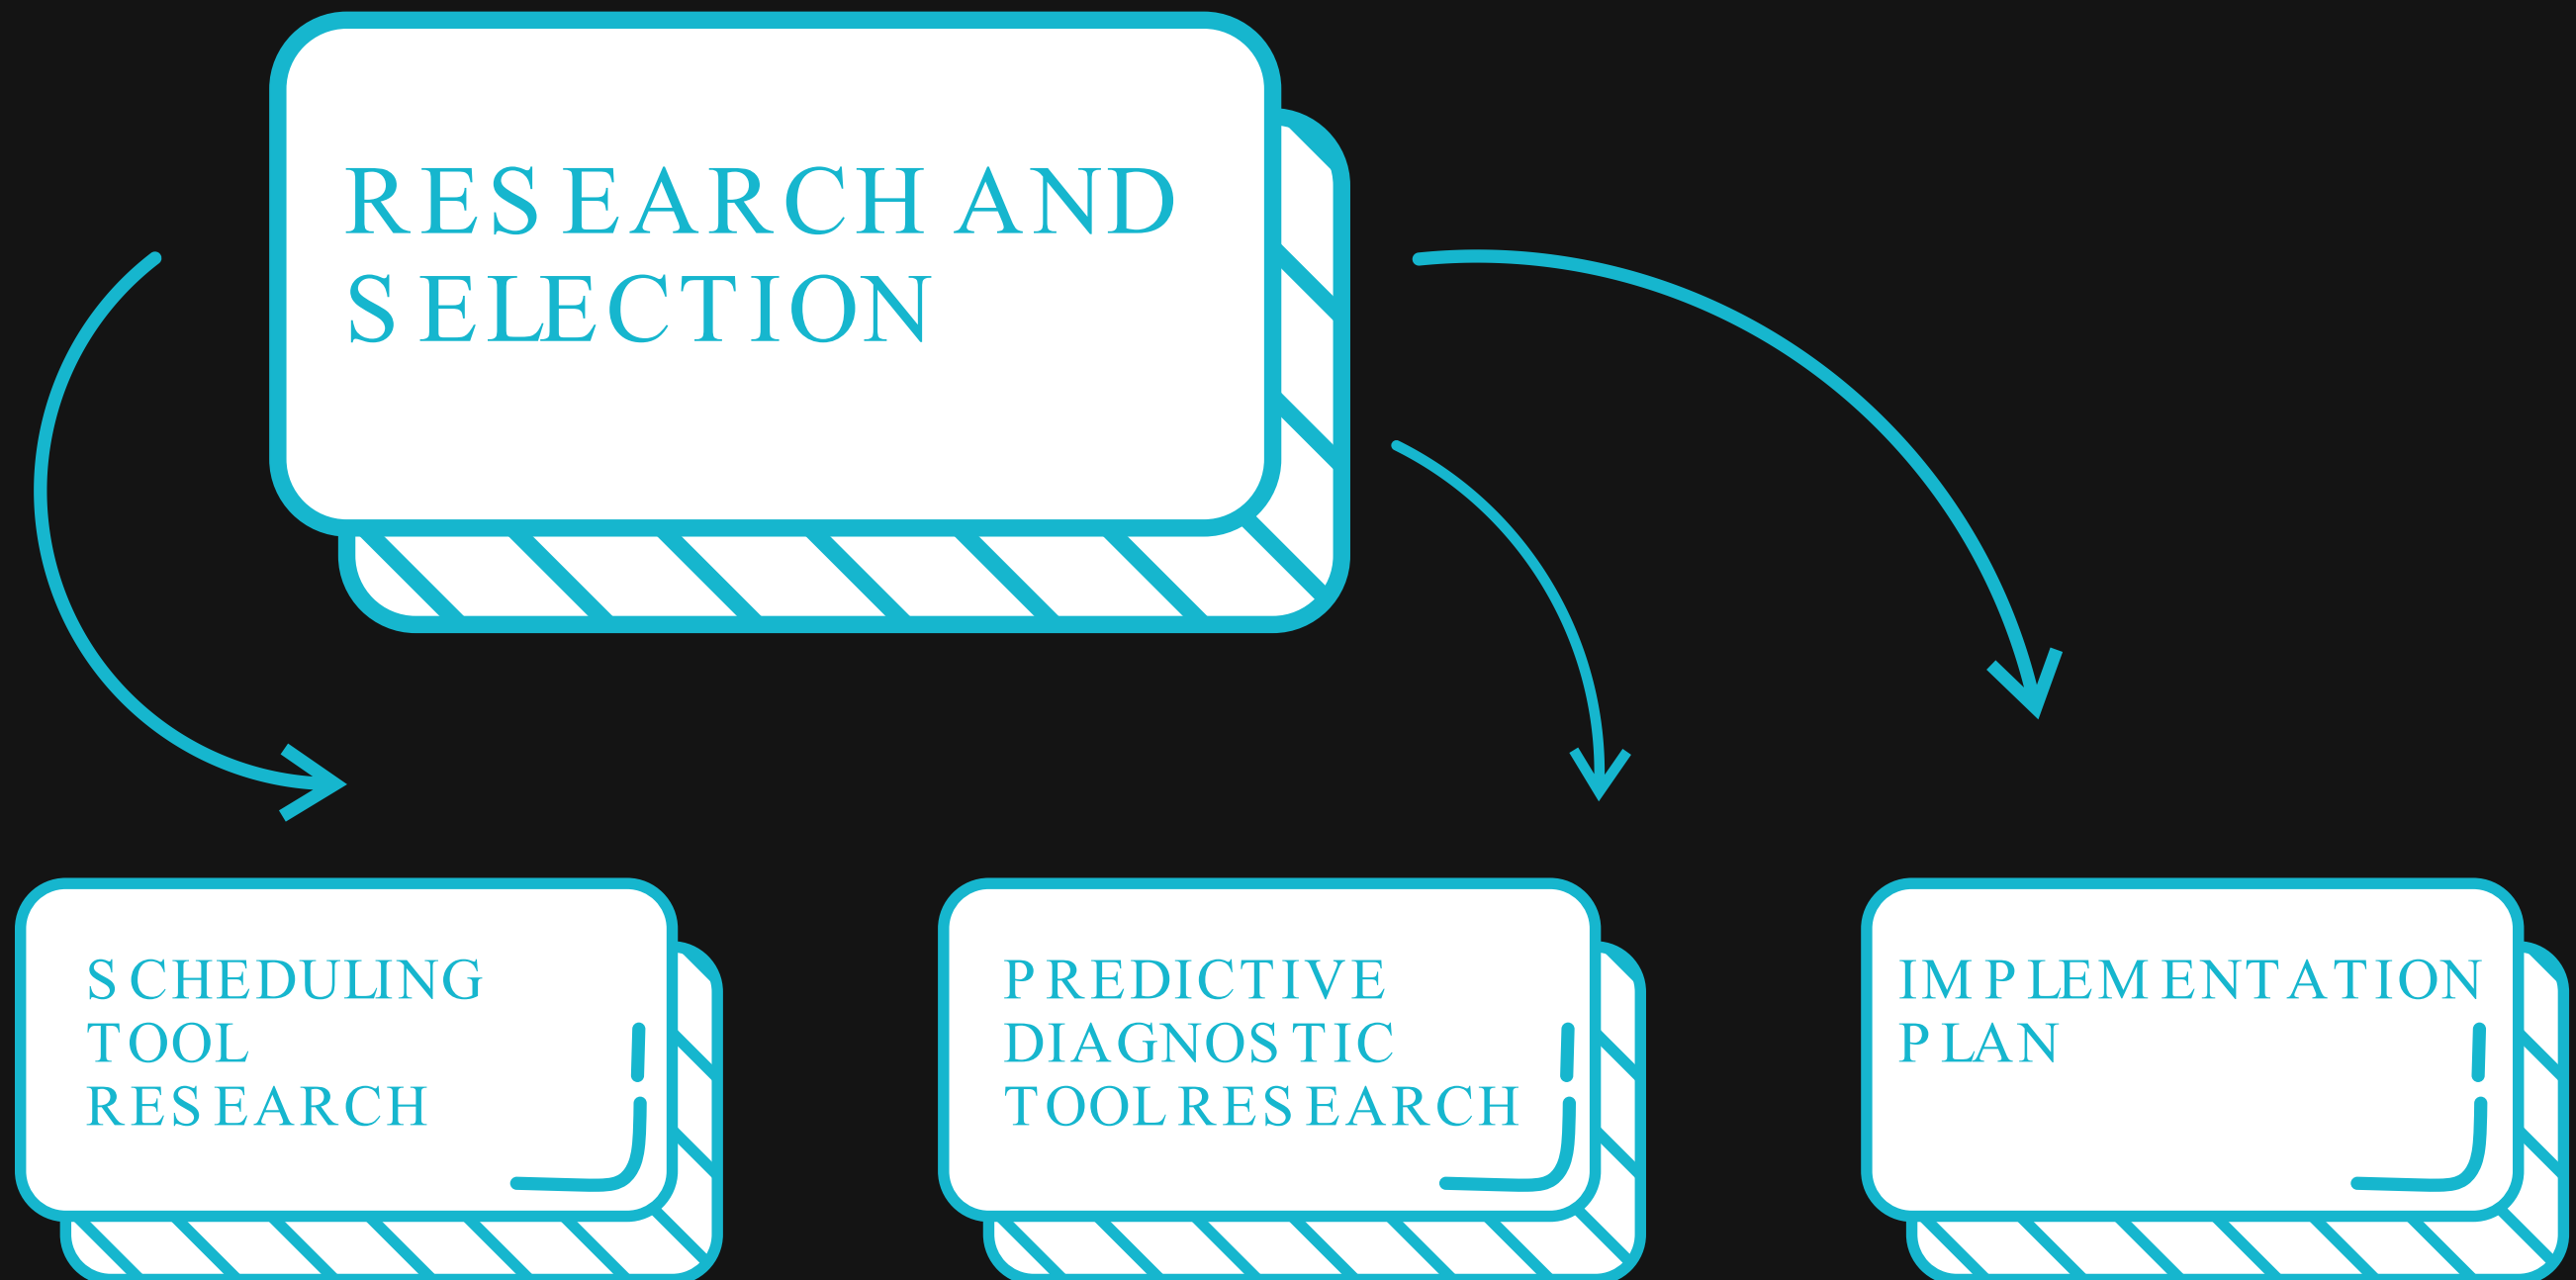 RESEARCH AND
SELECTION
SCHEDULING
TOOL
RESEARCH
PREDICTIVE
DIAGNOSTIC
TOOL RESEARCH
IMPLEMENTATION
PLAN